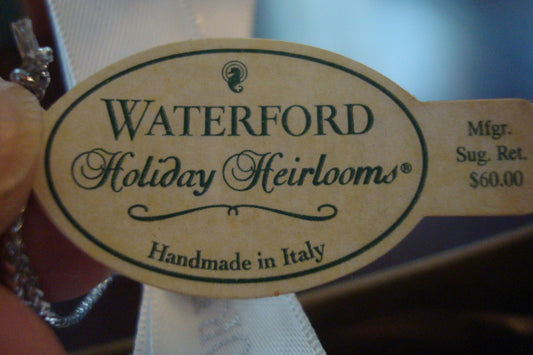 WATERFORD
Holiday Heirlooms®
Handmade in Italy
Mfgr.
Sug. Ret.
$60.00